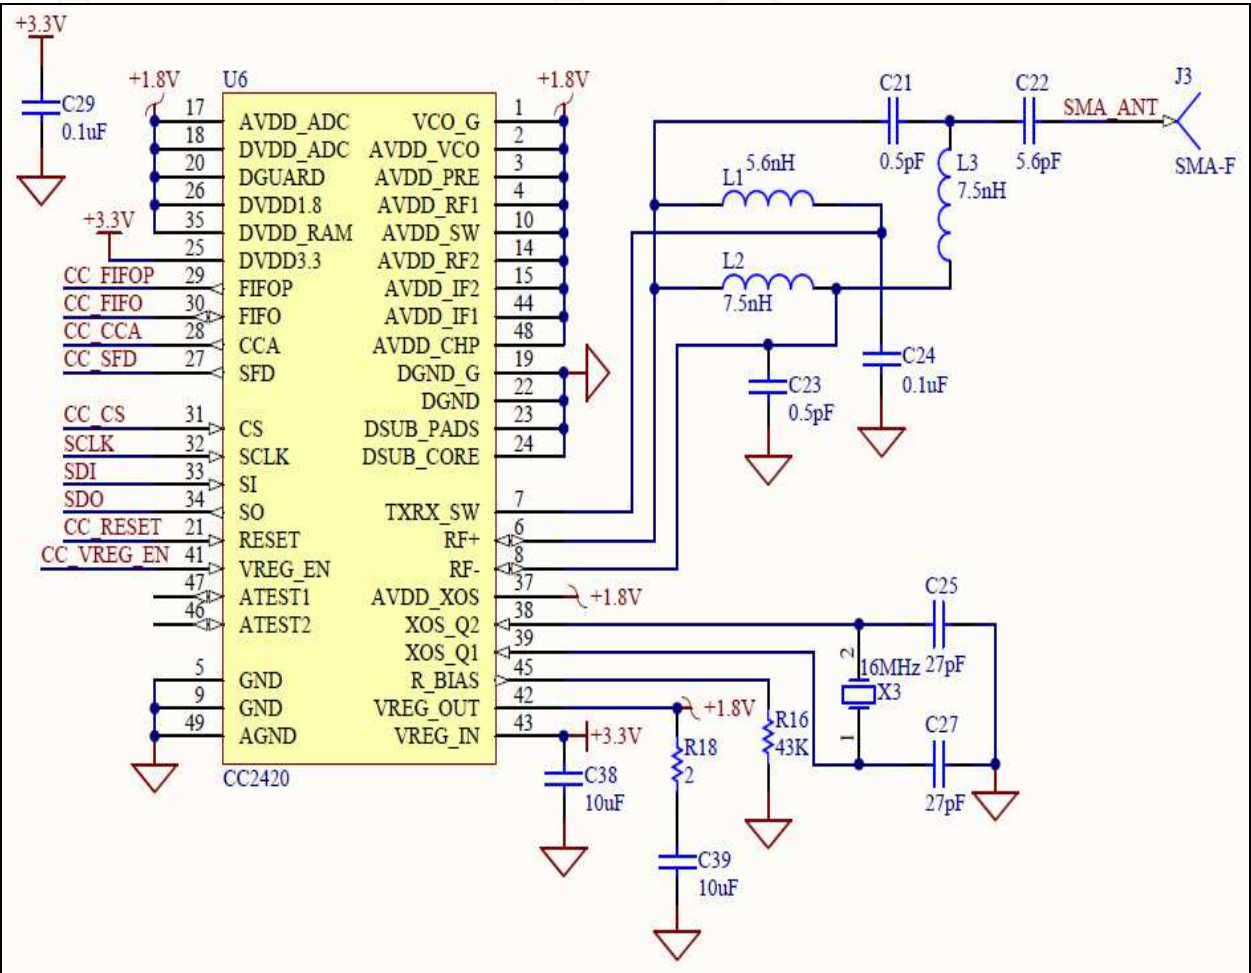 +3.3V
C29
0.1uF
+1.8V
U6
+1.8V
17 AVDD_ADC VCO_G 1
18 DVDD_ADC AVDD_VCO 2
20 DGUARD AVDD_PRE 3
26 DVDD1.8 AVDD_RF1 4
35 DVDD_RAM AVDD_SW 10
+3.3V
25 DVDD3.3 AVDD_RF2 14
CC_FIFOP 29 FIFOP AVDD_IF2 15
CC_FIFO 30 FIFO AVDD_IF1 44
CC_CCA 28 CCA AVDD_CHP 48
CC_SFD 27 SFD DGND_G 19
DGND 22
CC_CS 31 CS DSUB_PADS 23
SCLK 32 SCLK DSUB_CORE 24
SDI 33 SI
SDO 34 SO TXRX_SW 7
CC_RESET 21 RESET RF+ 6
CC_VREG_EN 41 VREG_EN RF- 8
47 ATEST1 AVDD_XOS 37 +1.8V
46 ATEST2 XOS_Q2 38
XOS_Q1 39
5 GND R_BIAS 45
9 GND VREG_OUT 42 +1.8V
49 AGND VREG_IN 43 +3.3V
CC2420
C21
0.5pF
C22
5.6pF
SMA_ANT
J3
SMA-F
L3
7.5nH
5.6nH
L1
L2
7.5nH
C24
0.1uF
C23
0.5pF
C25
27pF
2
16MHz
X3
1
C27
27pF
R16
43K
R18
2
C38
10uF
C39
10uF